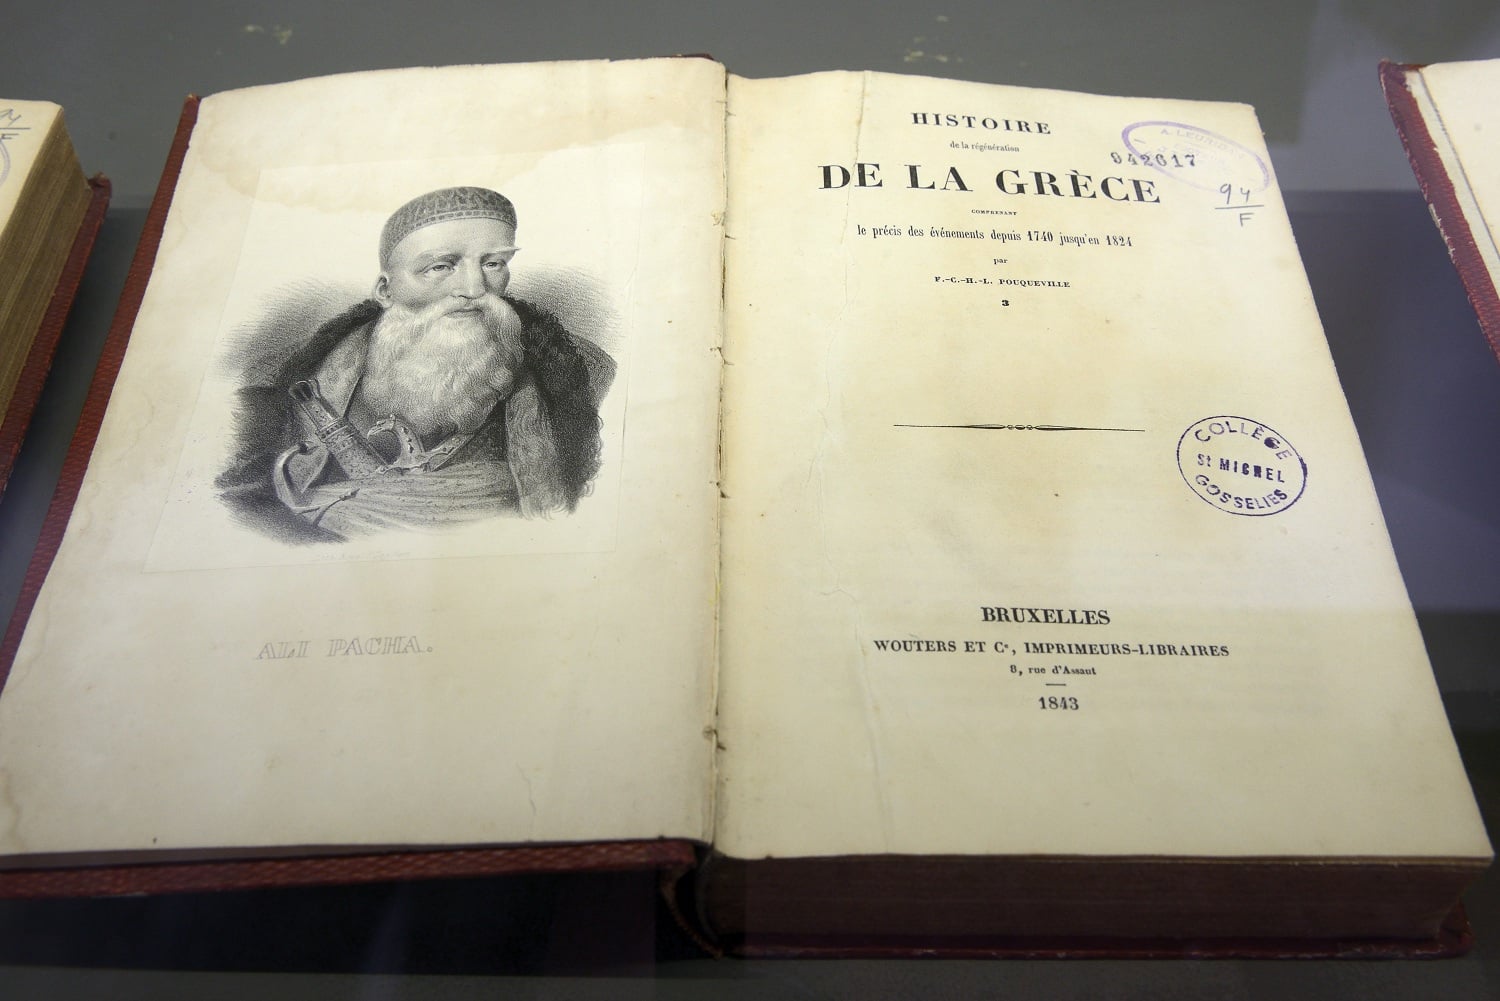 ALI PACHA.
HISTOIRE
de la régénération
DE LA GRÈCE
COMPRENANT
le précis des événements depuis 1740 jusqu'en 1824
par
F.-C.-H.-L. POUQUEVILLE
3
A. LEURIDAN
942617
94
F
COLLÈGE
St MICHEL
GOSSELIES
BRUXELLES
WOUTERS ET Ce, IMPRIMEURS-LIBRAIRES
8, rue d'Assaut
1843